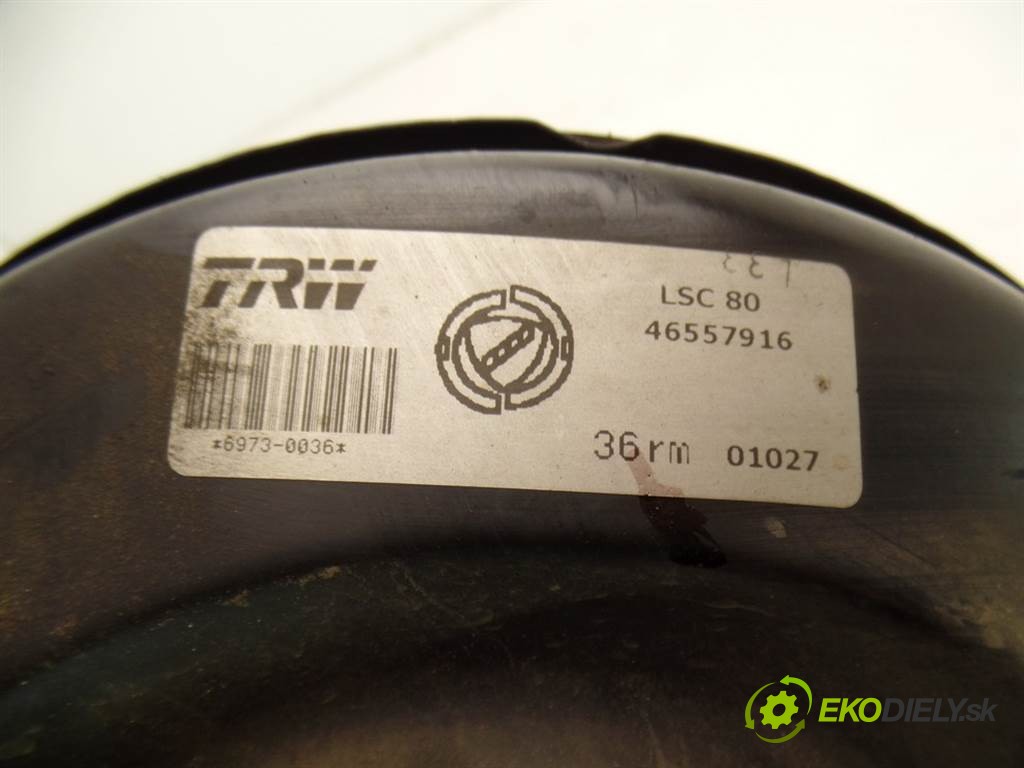 TRW
LSC 80
46557916
*6973-0036*
36rm 01027
EKODIELY.sk